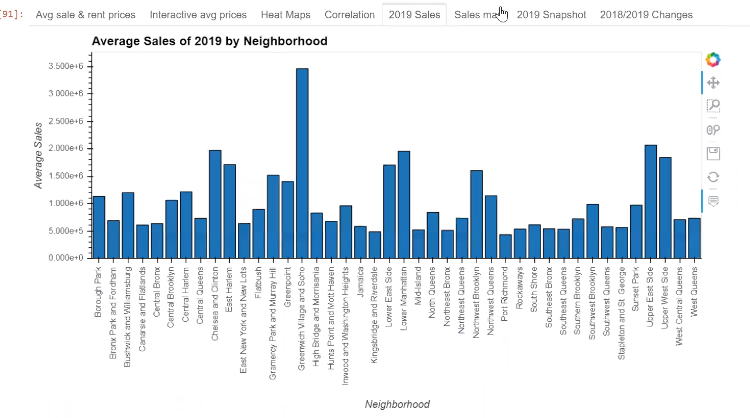 [91]:
Avg sale & rent prices Interactive avg prices Heat Maps Correlation 2019 Sales Sales ma 2019 Snapshot 2018/2019 Changes
Average Sales of 2019 by Neighborhood
3.500e+6
3.000e+6
2.500e+6
2.000e+6
1.500e+6
1.000e+6
5.000e+5
0.000e+0
Average Sales
Borough Park
Bronx Park and Fordham
Bushwick and Williamsburg
Canarsie and Flatlands
Central Bronx
Central Brooklyn
Central Harlem
Central Queens
Chelsea and Clinton
East Harlem
East New York and New Lots
Flatbush
Gramercy Park and Murray Hill
Greenpoint
Greenwich Village and Soho
High Bridge and Morrisania
Hunts Point and Mott Haven
Inwood and Washington Heights
Jamaica
Kingsbridge and Riverdale
Lower East Side
Lower Manhattan
Mid-Island
North Queens
Northeast Bronx
Northeast Queens
Northwest Brooklyn
Northwest Queens
Port Richmond
Rockaways
South Shore
Southeast Bronx
Southeast Queens
Southern Brooklyn
Southwest Brooklyn
Southwest Queens
Stapleton and St. George
Sunset Park
Upper East Side
Upper West Side
West Central Queens
West Queens
Neighborhood